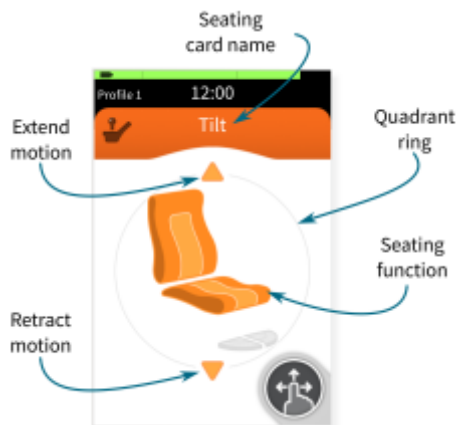 Seating
card name
Profile 1
12:00
Tilt
Extend
motion
Quadrant
ring
Seating
function
Retract
motion